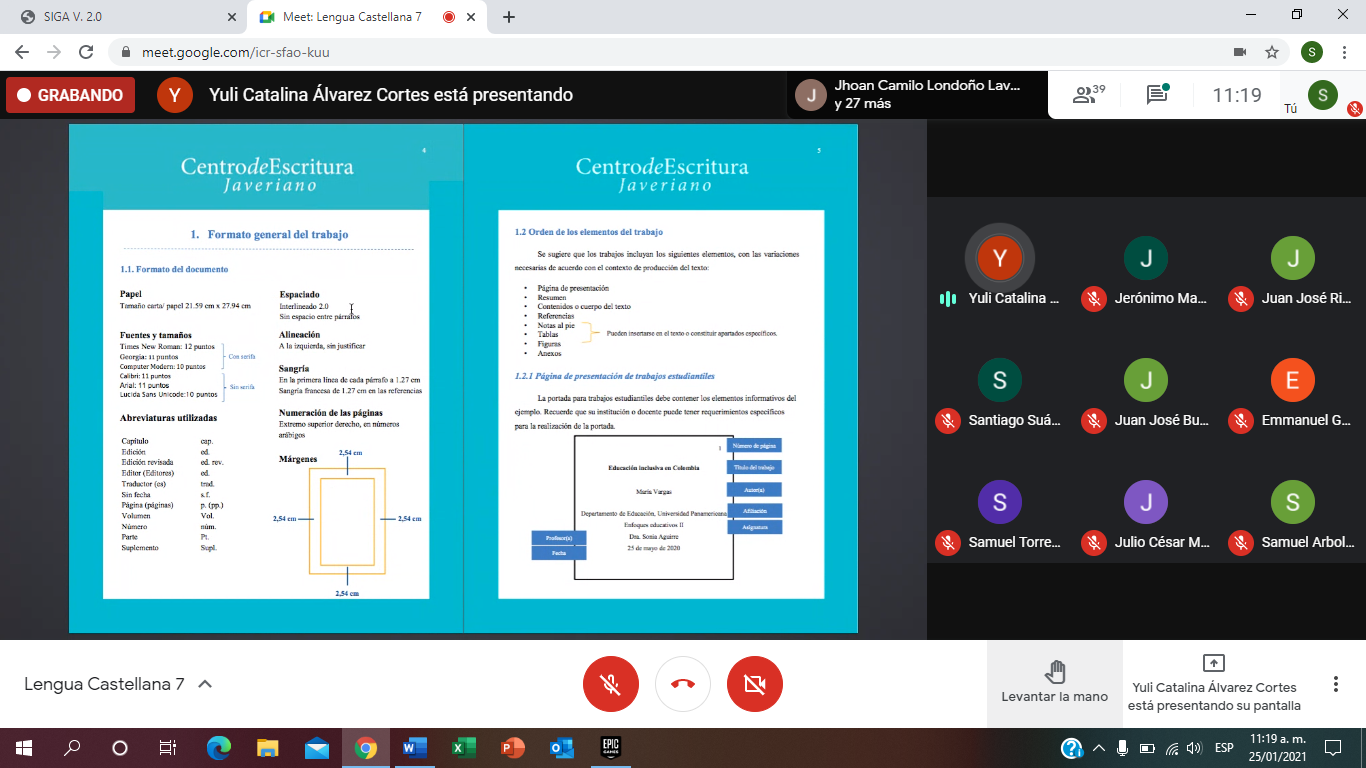 SIGA V. 2.0
Meet: Lengua Castellana 7
meet.google.com/icr-sfao-kuu
S
GRABANDO
Y
Yuli Catalina Álvarez Cortes está presentando
J
Jhoan Camilo Londoño Lav...
y 27 más
39
11:19
Tú
S
4
CentrodeEscritura
Javeriano
1. Formato general del trabajo
1.1. Formato del documento
Papel
Tamaño carta/ papel 21.59 cm x 27.94 cm
Fuentes y tamaños
Times New Roman: 12 puntos
Georgia: 11 puntos
Computer Modern: 10 puntos
Con serifa
Calibri: 11 puntos
Arial: 11 puntos
Lucida Sans Unicode: 10 puntos
Sin serifa
Abreviaturas utilizadas
Capítulo cap.
Edición ed.
Edición revisada ed. rev.
Editor (Editores) ed.
Traductor (es) trad.
Sin fecha s.f.
Página (páginas) p. (pp.)
Volumen Vol.
Número núm.
Parte Pt.
Suplemento Supl.
Espaciado
Interlineado 2.0
Sin espacio entre párrafos
Alineación
A la izquierda, sin justificar
Sangría
En la primera línea de cada párrafo a 1.27 cm
Sangría francesa de 1.27 cm en las referencias
Numeración de las páginas
Extremo superior derecho, en números
arábigos
Márgenes
2,54 cm
2,54 cm
2,54 cm
2,54 cm
CentrodeEscritura
Javeriano
1.2 Orden de los elementos del trabajo
Se sugiere que los trabajos incluyan los siguientes elementos, con las variaciones
necesarias de acuerdo con el contexto de producción del texto:
• Página de presentación
• Resumen
• Contenidos o cuerpo del texto
• Referencias
• Notas al pie
• Tablas
• Figuras
• Anexos
Pueden insertarse en el texto o constituir apartados específicos.
1.2.1 Página de presentación de trabajos estudiantiles
La portada para trabajos estudiantiles debe contener los elementos informativos del
ejemplo. Recuerde que su institución o docente puede tener requerimientos específicos
para la realización de la portada.
1
Número de página
Educación inclusiva en Colombia
Título del trabajo
María Vargas
Autor(a)
Departamento de Educación, Universidad Panamericana
Afiliación
Enfoques educativos II
Asignatura
Dra. Sonia Aguirre
Profesor(a)
25 de mayo de 2020
Fecha
Y
Yuli Catalina ...
J
Jerónimo Ma...
J
Juan José Ri...
S
Santiago Suá...
J
Juan José Bu...
E
Emmanuel G...
S
Samuel Torre...
J
Julio César M...
S
Samuel Arbol...
Lengua Castellana 7
Levantar la mano
Yuli Catalina Álvarez Cortes
está presentando su pantalla
EPIC
GAMES
ESP
11:19 a. m.
25/01/2021